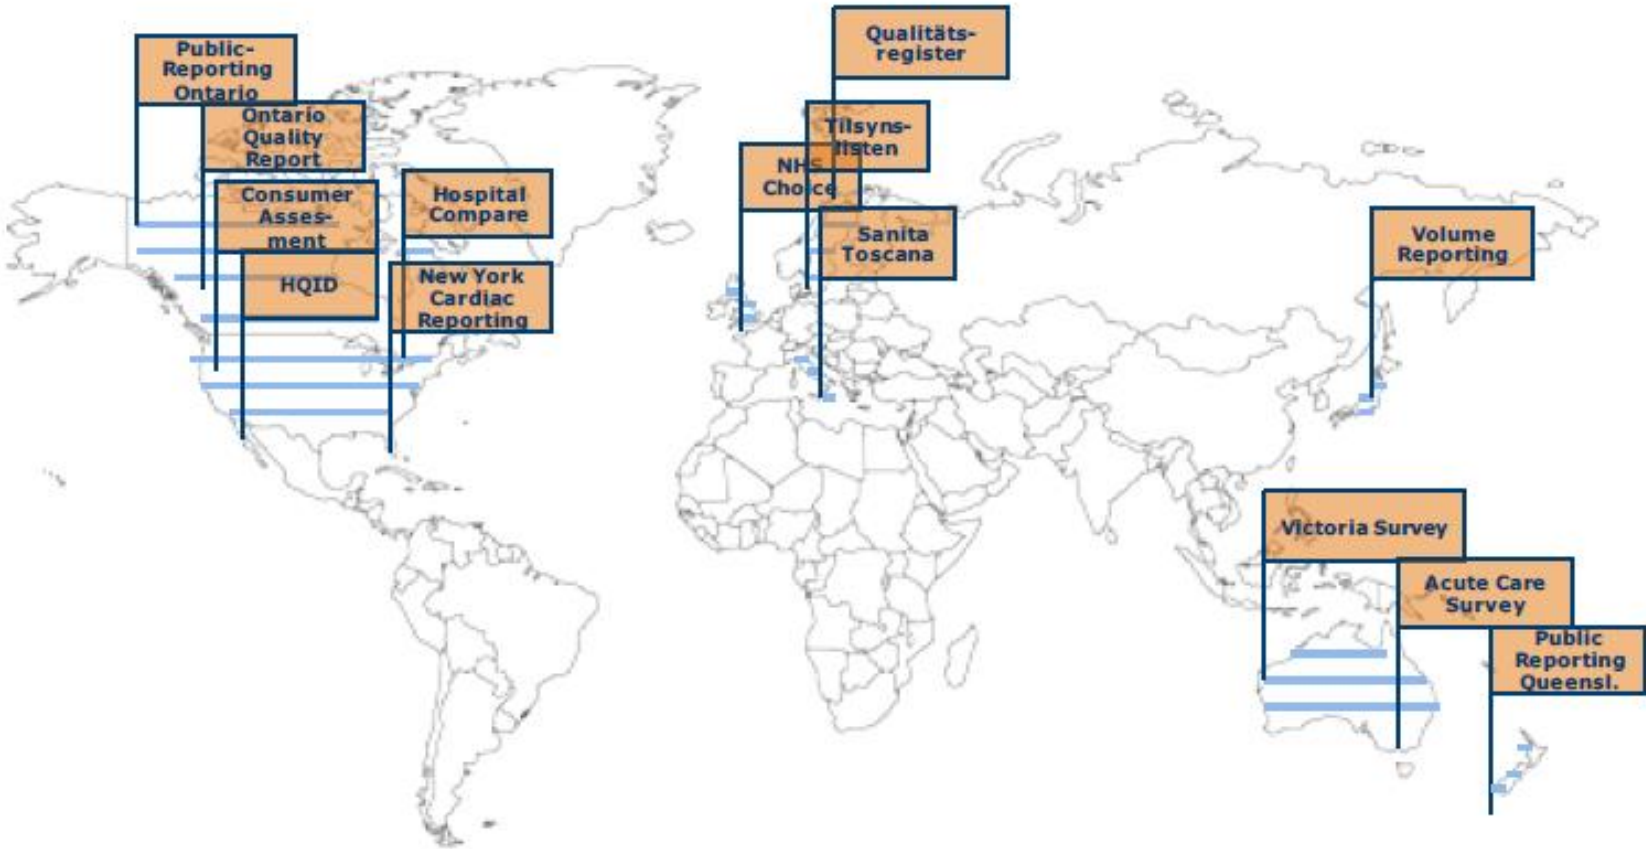 Public-
Reporting
Ontario
Ontario
Quality
Report
Consumer
Asses-
ment
HQID
Hospital
Compare
New York
Cardiac
Reporting
Qualitäts-
register
Tilsyns-
listen
NHS
Choice
Sanita
Toscana
Volume
Reporting
Victoria Survey
Acute Care
Survey
Public
Reporting
Queensl.